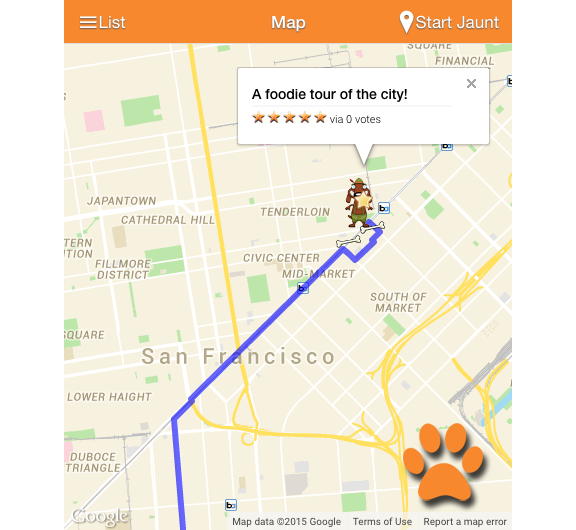 List
Map
Start Jaunt
SQUARE
FINANCIAL
A foodie tour of the city!
via 0 votes
JAPANTOWN
CATHEDRAL HILL
TENDERLOIN
TERN
TION
FILLMORE
DISTRICT
CIVIC CENTER
MID-MARKET
SOUTH OF
MARKET
SQUARE
San Francisco
LOWER HEIGHT
DUBOCE
TRIANGLE
Google
Map data ©2015 Google
Terms of Use
Report a map error